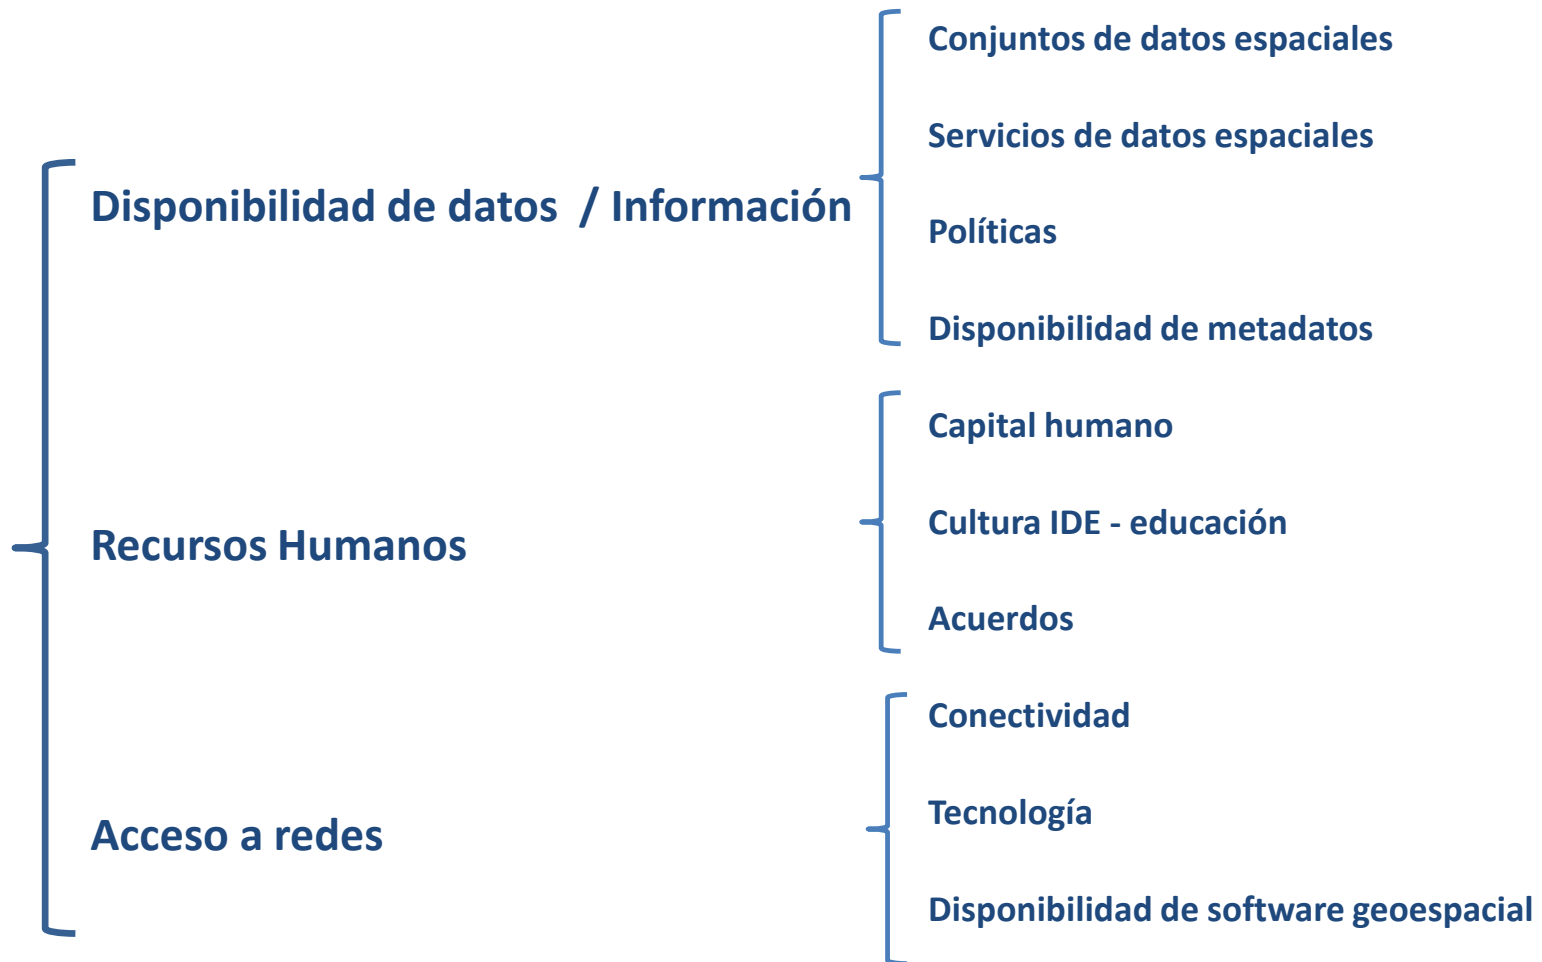 Disponibilidad de datos / Información
Conjuntos de datos espaciales
Servicios de datos espaciales
Políticas
Disponibilidad de metadatos
Recursos Humanos
Capital humano
Cultura IDE - educación
Acuerdos
Acceso a redes
Conectividad
Tecnología
Disponibilidad de software geoespacial